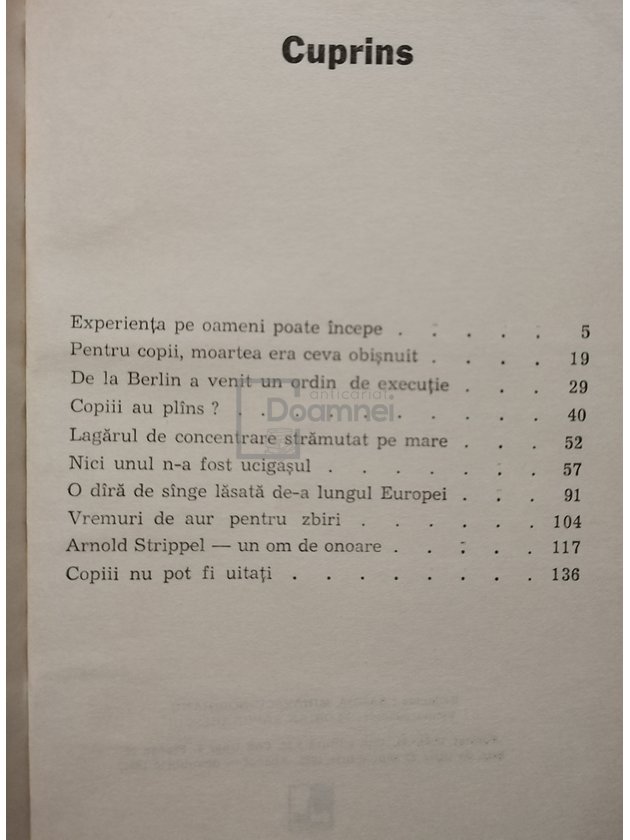 Cuprins
Experiența pe oameni poate începe . . . . . 5
Pentru copii, moartea era ceva obișnuit . . . . 19
De la Berlin a venit un ordin de execuție . . . 29
anticariat
Copiii au plîns ? . . . . . . . . . 40
Doamnei
Lagărul de concentrare strămutat pe mare . . . 52
Nici unul n-a fost ucigașul . . . . . . . 57
O dîră de sînge lăsată de-a lungul Europei . . . 91
Vremuri de aur pentru zbiri . . . . . . 104
Arnold Strippel — un om de onoare . . . . . 117
Copiii nu pot fi uitați . . . . . . . . 136